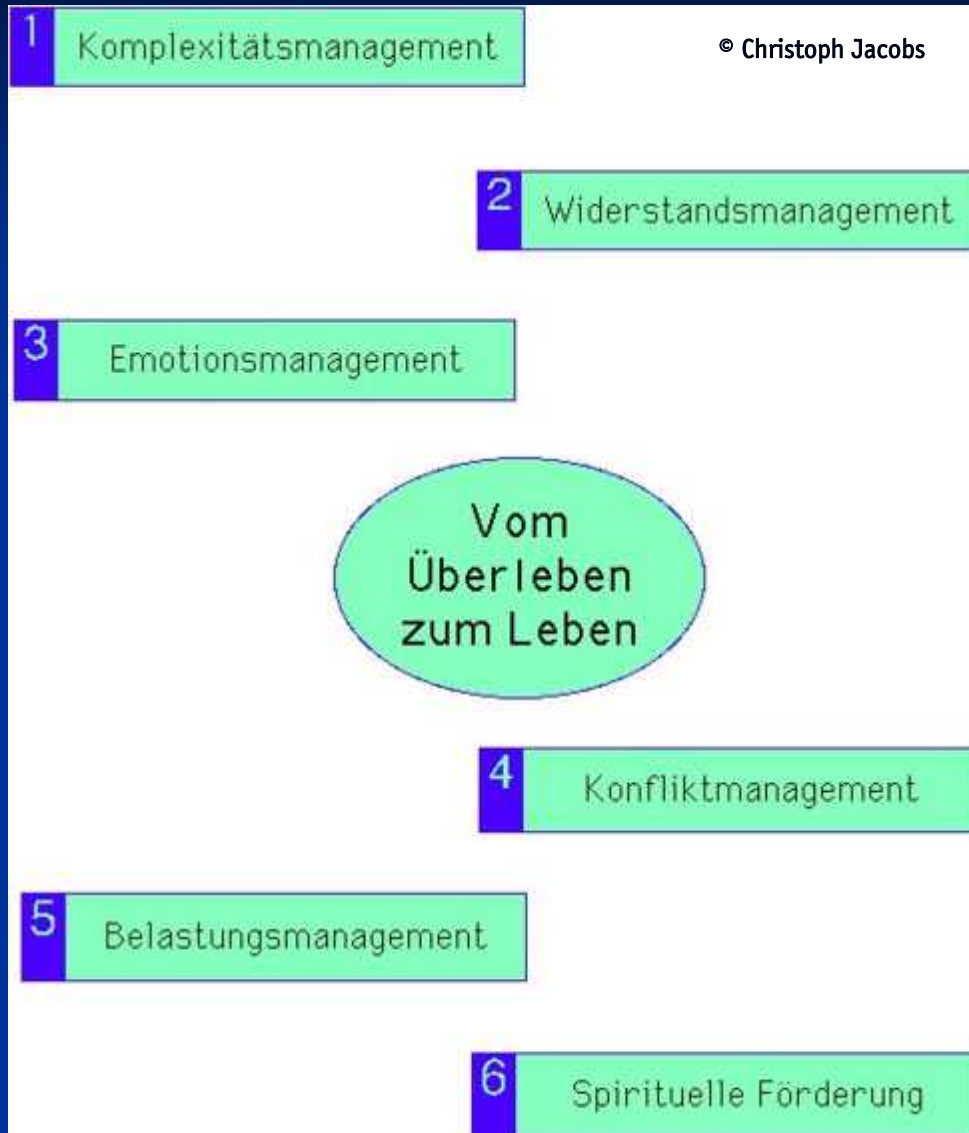 1 Komplexitätsmanagement
© Christoph Jacobs
2 Widerstandsmanagement
3 Emotionsmanagement
Vom
Überleben
zum Leben
4 Konfliktmanagement
5 Belastungsmanagement
6 Spirituelle Förderung